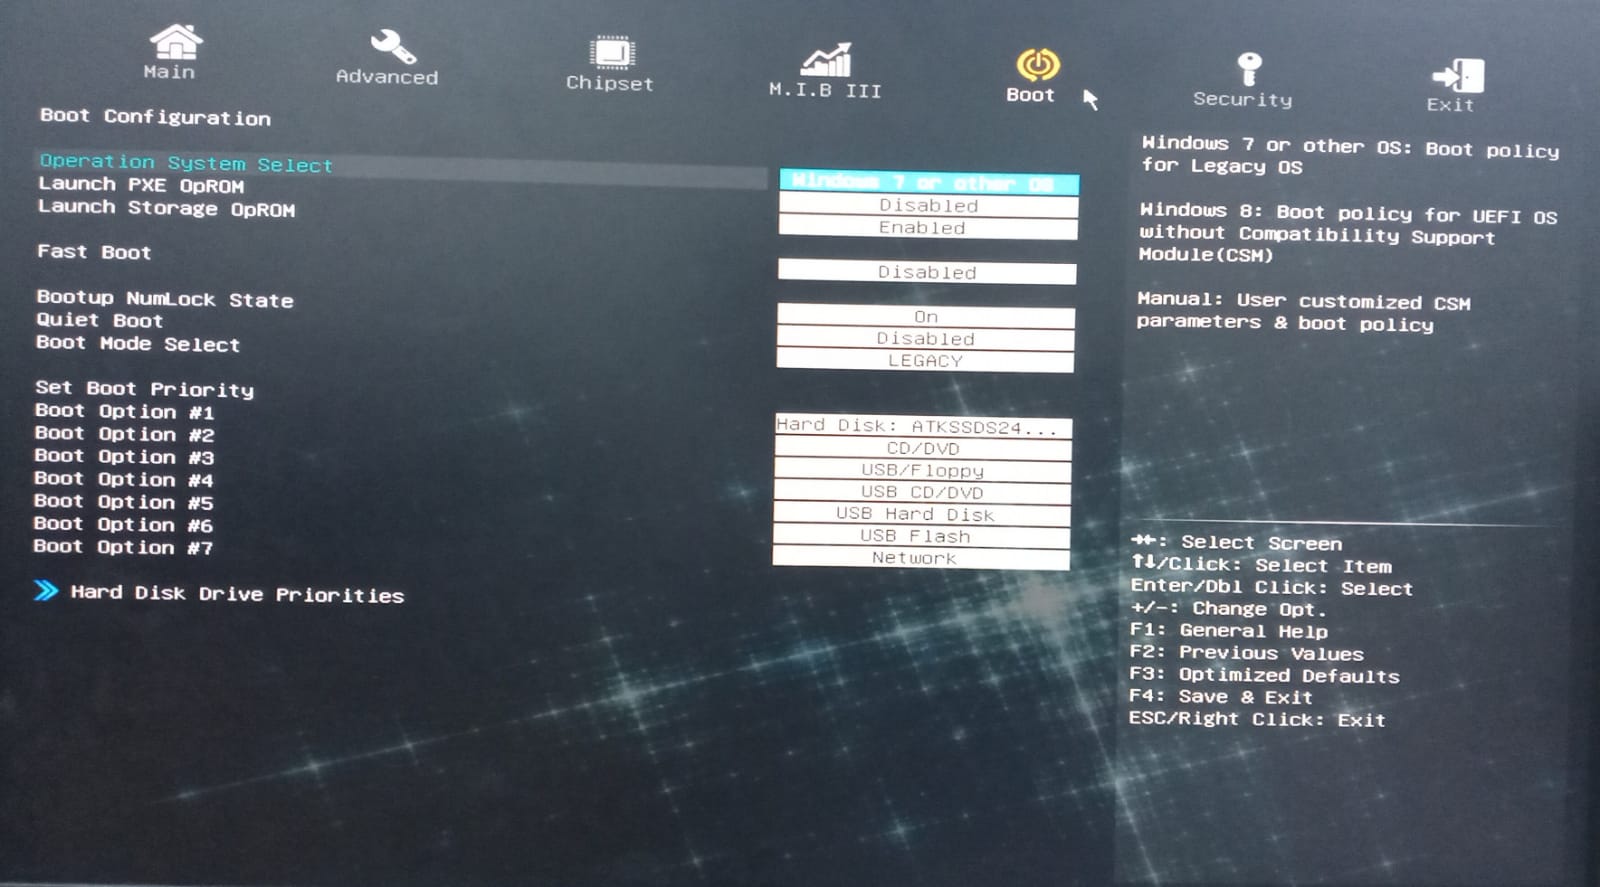 Main
Advanced
Chipset
M.I.B III
Boot
Security
Exit
Boot Configuration
Operation System Select
Windows 7 or other OS
Launch PXE OpROM
Disabled
Launch Storage OpROM
Enabled
Fast Boot
Disabled
Bootup NumLock State
On
Quiet Boot
Disabled
Boot Mode Select
LEGACY
Set Boot Priority
Boot Option #1
Hard Disk: ATKSSDS24...
Boot Option #2
CD/DVD
Boot Option #3
USB/Floppy
Boot Option #4
USB CD/DVD
Boot Option #5
USB Hard Disk
Boot Option #6
USB Flash
Boot Option #7
Network
Hard Disk Drive Priorities
Windows 7 or other OS: Boot policy
for Legacy OS
Windows 8: Boot policy for UEFI OS
without Compatibility Support
Module(CSM)
Manual: User customized CSM
parameters & boot policy
→←: Select Screen
↑↓/Click: Select Item
Enter/Dbl Click: Select
+/-: Change Opt.
F1: General Help
F2: Previous Values
F3: Optimized Defaults
F4: Save & Exit
ESC/Right Click: Exit